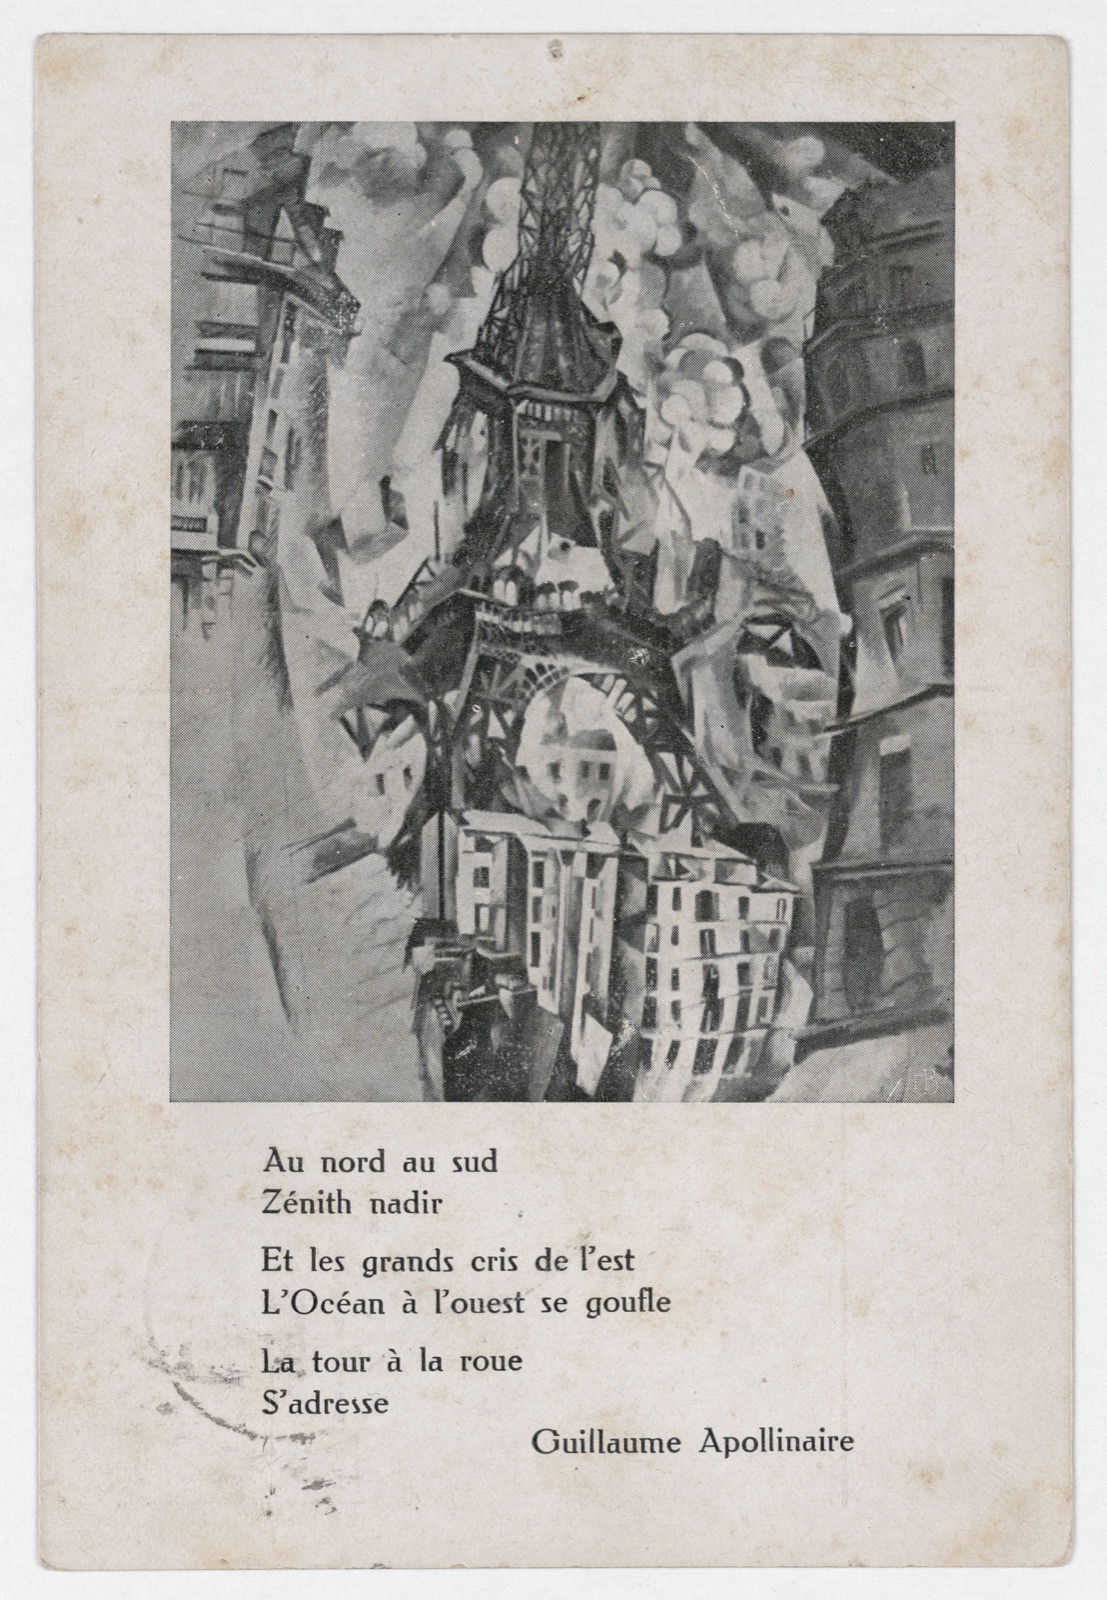 Au nord au sud
Zénith nadir
Et les grands cris de l'est
L'Océan à l'ouest se goufle
La tour à la roue
S'adresse
Guillaume Apollinaire